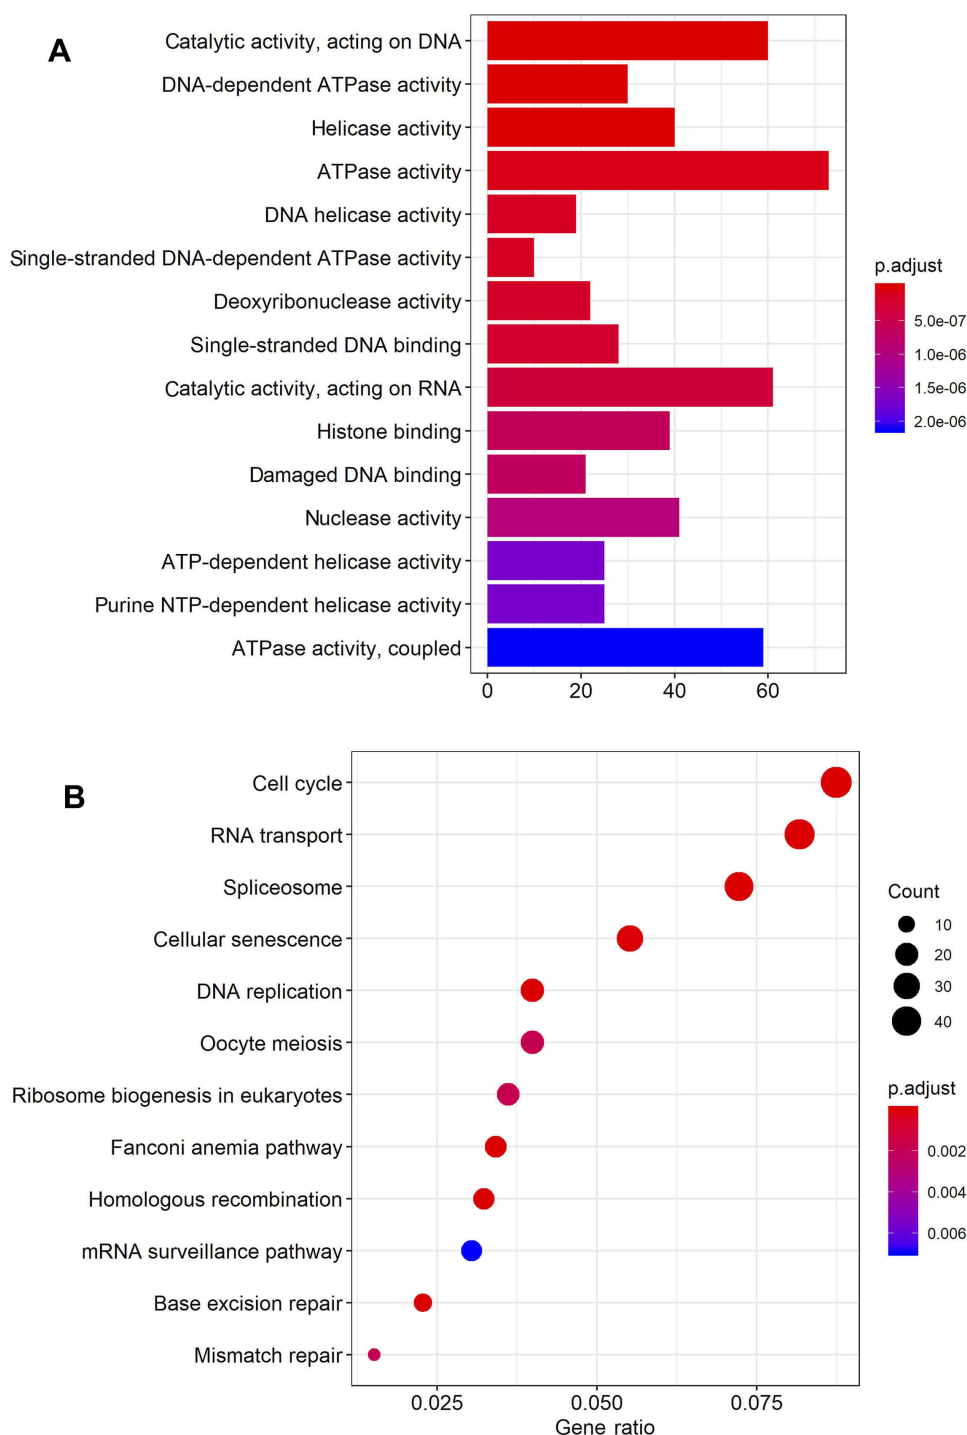 A
Catalytic activity, acting on DNA
DNA-dependent ATPase activity
Helicase activity
ATPase activity
DNA helicase activity
Single-stranded DNA-dependent ATPase activity
Deoxyribonuclease activity
Single-stranded DNA binding
Catalytic activity, acting on RNA
Histone binding
Damaged DNA binding
Nuclease activity
ATP-dependent helicase activity
Purine NTP-dependent helicase activity
ATPase activity, coupled
0 20 40 60
p.adjust
5.0e-07
1.0e-06
1.5e-06
2.0e-06
B
Cell cycle
RNA transport
Spliceosome
Cellular senescence
DNA replication
Oocyte meiosis
Ribosome biogenesis in eukaryotes
Fanconi anemia pathway
Homologous recombination
mRNA surveillance pathway
Base excision repair
Mismatch repair
0.025 0.050 0.075
Gene ratio
Count
10
20
30
40
p.adjust
0.002
0.004
0.006